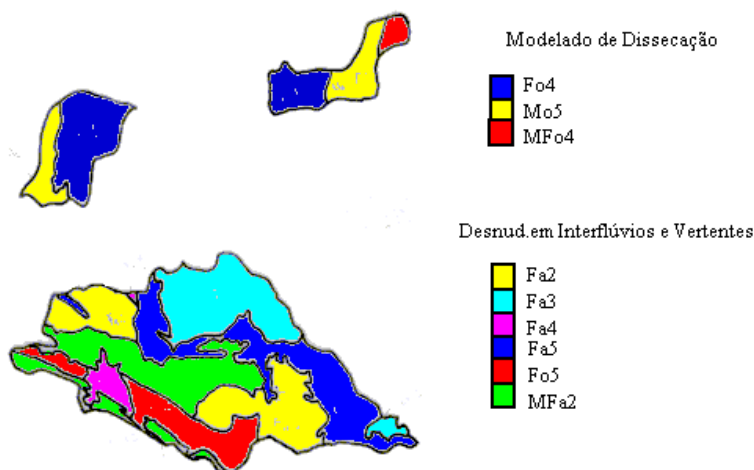 Modelado de Dissecação
Fo4
Mo5
MFo4
Desnud.em Interflúvios e Vertentes
Fa2
Fa3
Fa4
Fa5
Fo5
MFa2